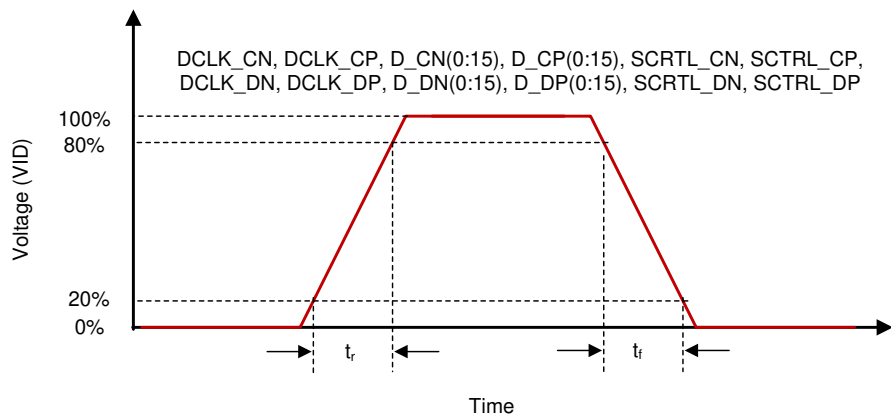 DCLK_CN, DCLK_CP, D_CN(0:15), D_CP(0:15), SCRTL_CN, SCTRL_CP,
DCLK_DN, DCLK_DP, D_DN(0:15), D_DP(0:15), SCRTL_DN, SCTRL_DP
100%
80%
Voltage (VID)
20%
0%
tr
tf
Time